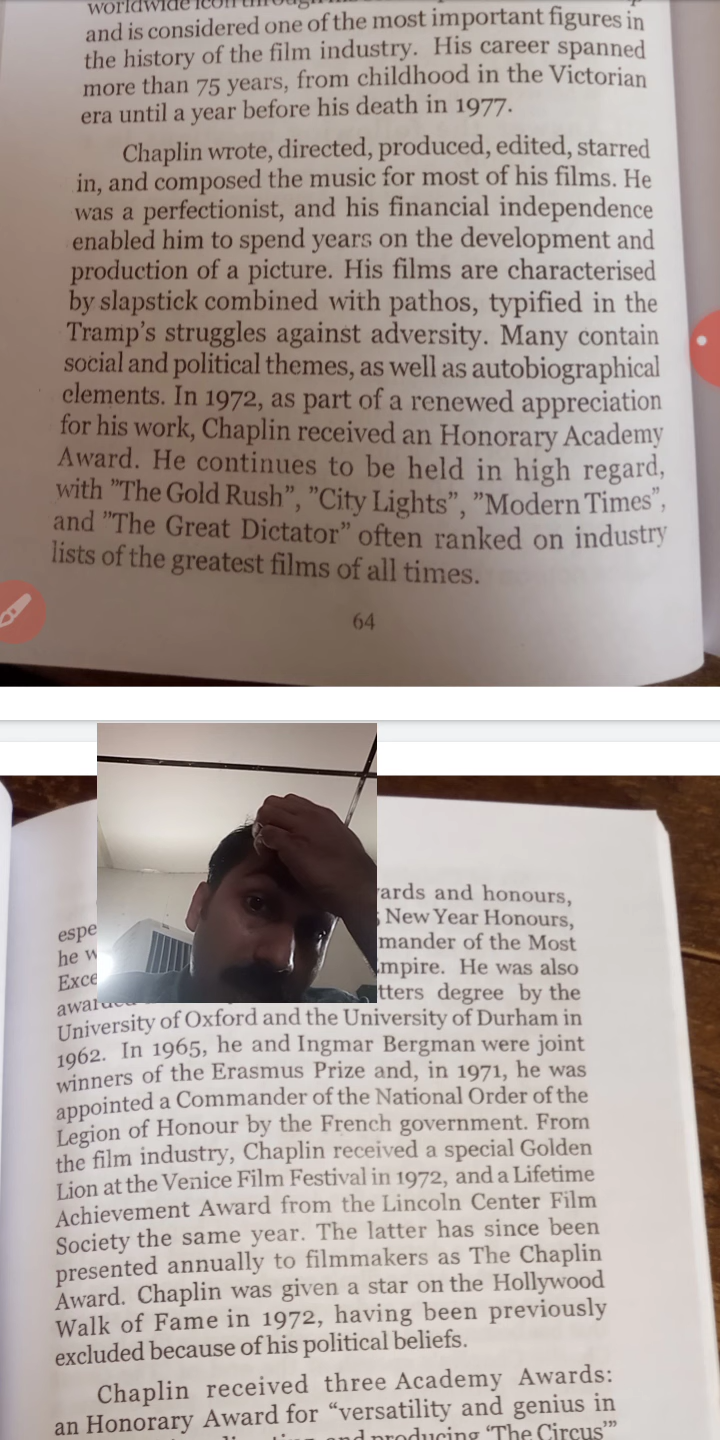 and is considered one of the most important figures in
the history of the film industry. His career spanned
more than 75 years, from childhood in the Victorian
era until a year before his death in 1977.
Chaplin wrote, directed, produced, edited, starred
in, and composed the music for most of his films. He
was a perfectionist, and his financial independence
enabled him to spend years on the development and
production of a picture. His films are characterised
by slapstick combined with pathos, typified in the
Tramp's struggles against adversity. Many contain
social and political themes, as well as autobiographical
elements. In 1972, as part of a renewed appreciation
for his work, Chaplin received an Honorary Academy
Award. He continues to be held in high regard,
with ”The Gold Rush”, ”City Lights”, ”Modern Times”,
and ”The Great Dictator” often ranked on industry
lists of the greatest films of all times.
64
and honours,
New Year Honours,
he of the Most
He was also
degree by the
University of Oxford and the University of Durham in
1962. In 1965, he and Ingmar Bergman were joint
winners of the Erasmus Prize and, in 1971, he was
appointed a Commander of the National Order of the
Legion of Honour by the French government. From
the film industry, Chaplin received a special Golden
Lion at the Venice Film Festival in 1972, and a Lifetime
Achievement Award from the Lincoln Center Film
Society the same year. The latter has since been
presented annually to filmmakers as The Chaplin
Award. Chaplin was given a star on the Hollywood
Walk of Fame in 1972, having been previously
excluded because of his political beliefs.
Chaplin received three Academy Awards:
an Honorary Award for “versatility and genius in
and producing ‘The Circus’”